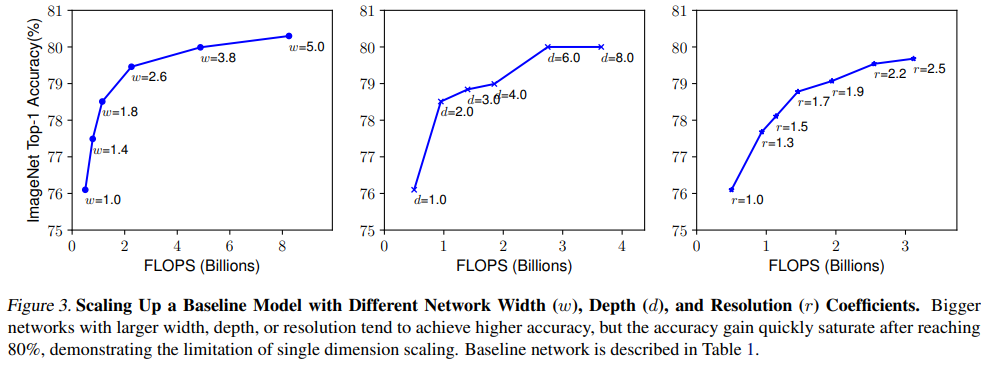 ImageNet Top-1 Accuracy(%)
81
80
79
78
77
76
75
0
2
4
6
8
FLOPS (Billions)
w=1.0
w=1.4
w=1.8
w=2.6
w=3.8
w=5.0
81
80
79
78
77
76
75
0
1
2
3
4
FLOPS (Billions)
d=1.0
d=2.0
d=3.0
d=4.0
d=6.0
d=8.0
81
80
79
78
77
76
75
0
1
2
3
FLOPS (Billions)
r=1.0
r=1.3
r=1.5
r=1.7
r=1.9
r=2.2
r=2.5
Figure 3. Scaling Up a Baseline Model with Different Network Width (w), Depth (d), and Resolution (r) Coefficients. Bigger
networks with larger width, depth, or resolution tend to achieve higher accuracy, but the accuracy gain quickly saturate after reaching
80%, demonstrating the limitation of single dimension scaling. Baseline network is described in Table 1.